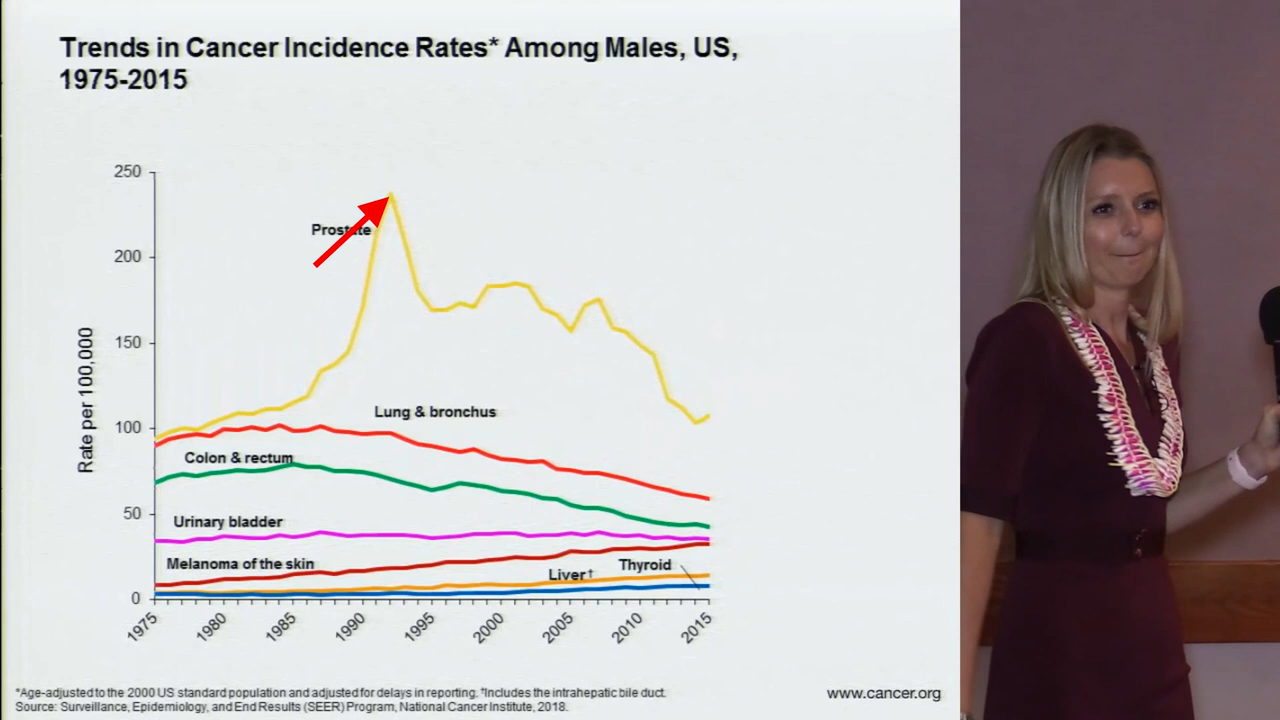 Trends in Cancer Incidence Rates* Among Males, US,
1975-2015
Rate per 100,000
250
200
150
100
50
0
Prostate
Lung & bronchus
Colon & rectum
Urinary bladder
Melanoma of the skin
Liver†
Thyroid
1975
1980
1985
1990
1995
2000
2005
2010
2015
*Age-adjusted to the 2000 US standard population and adjusted for delays in reporting. †Includes the intrahepatic bile duct.
Source: Surveillance, Epidemiology, and End Results (SEER) Program, National Cancer Institute, 2018.
www.cancer.org